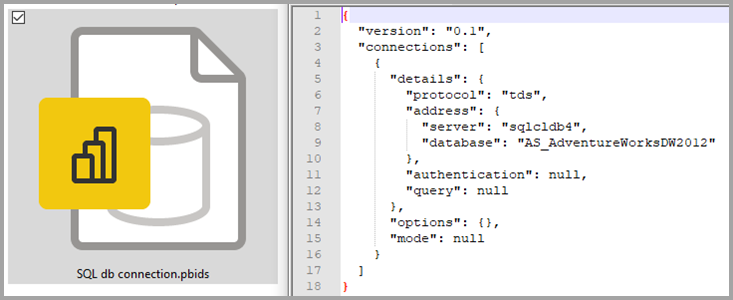 SQL db connection.pbids
1 {
2   "version": "0.1",
3   "connections": [
4     {
5       "details": {
6         "protocol": "tds",
7         "address": {
8           "server": "sqlcldb4",
9           "database": "AS_AdventureWorksDW2012"
10         },
11         "authentication": null,
12         "query": null
13       },
14       "options": {},
15       "mode": null
16     }
17   ]
18 }